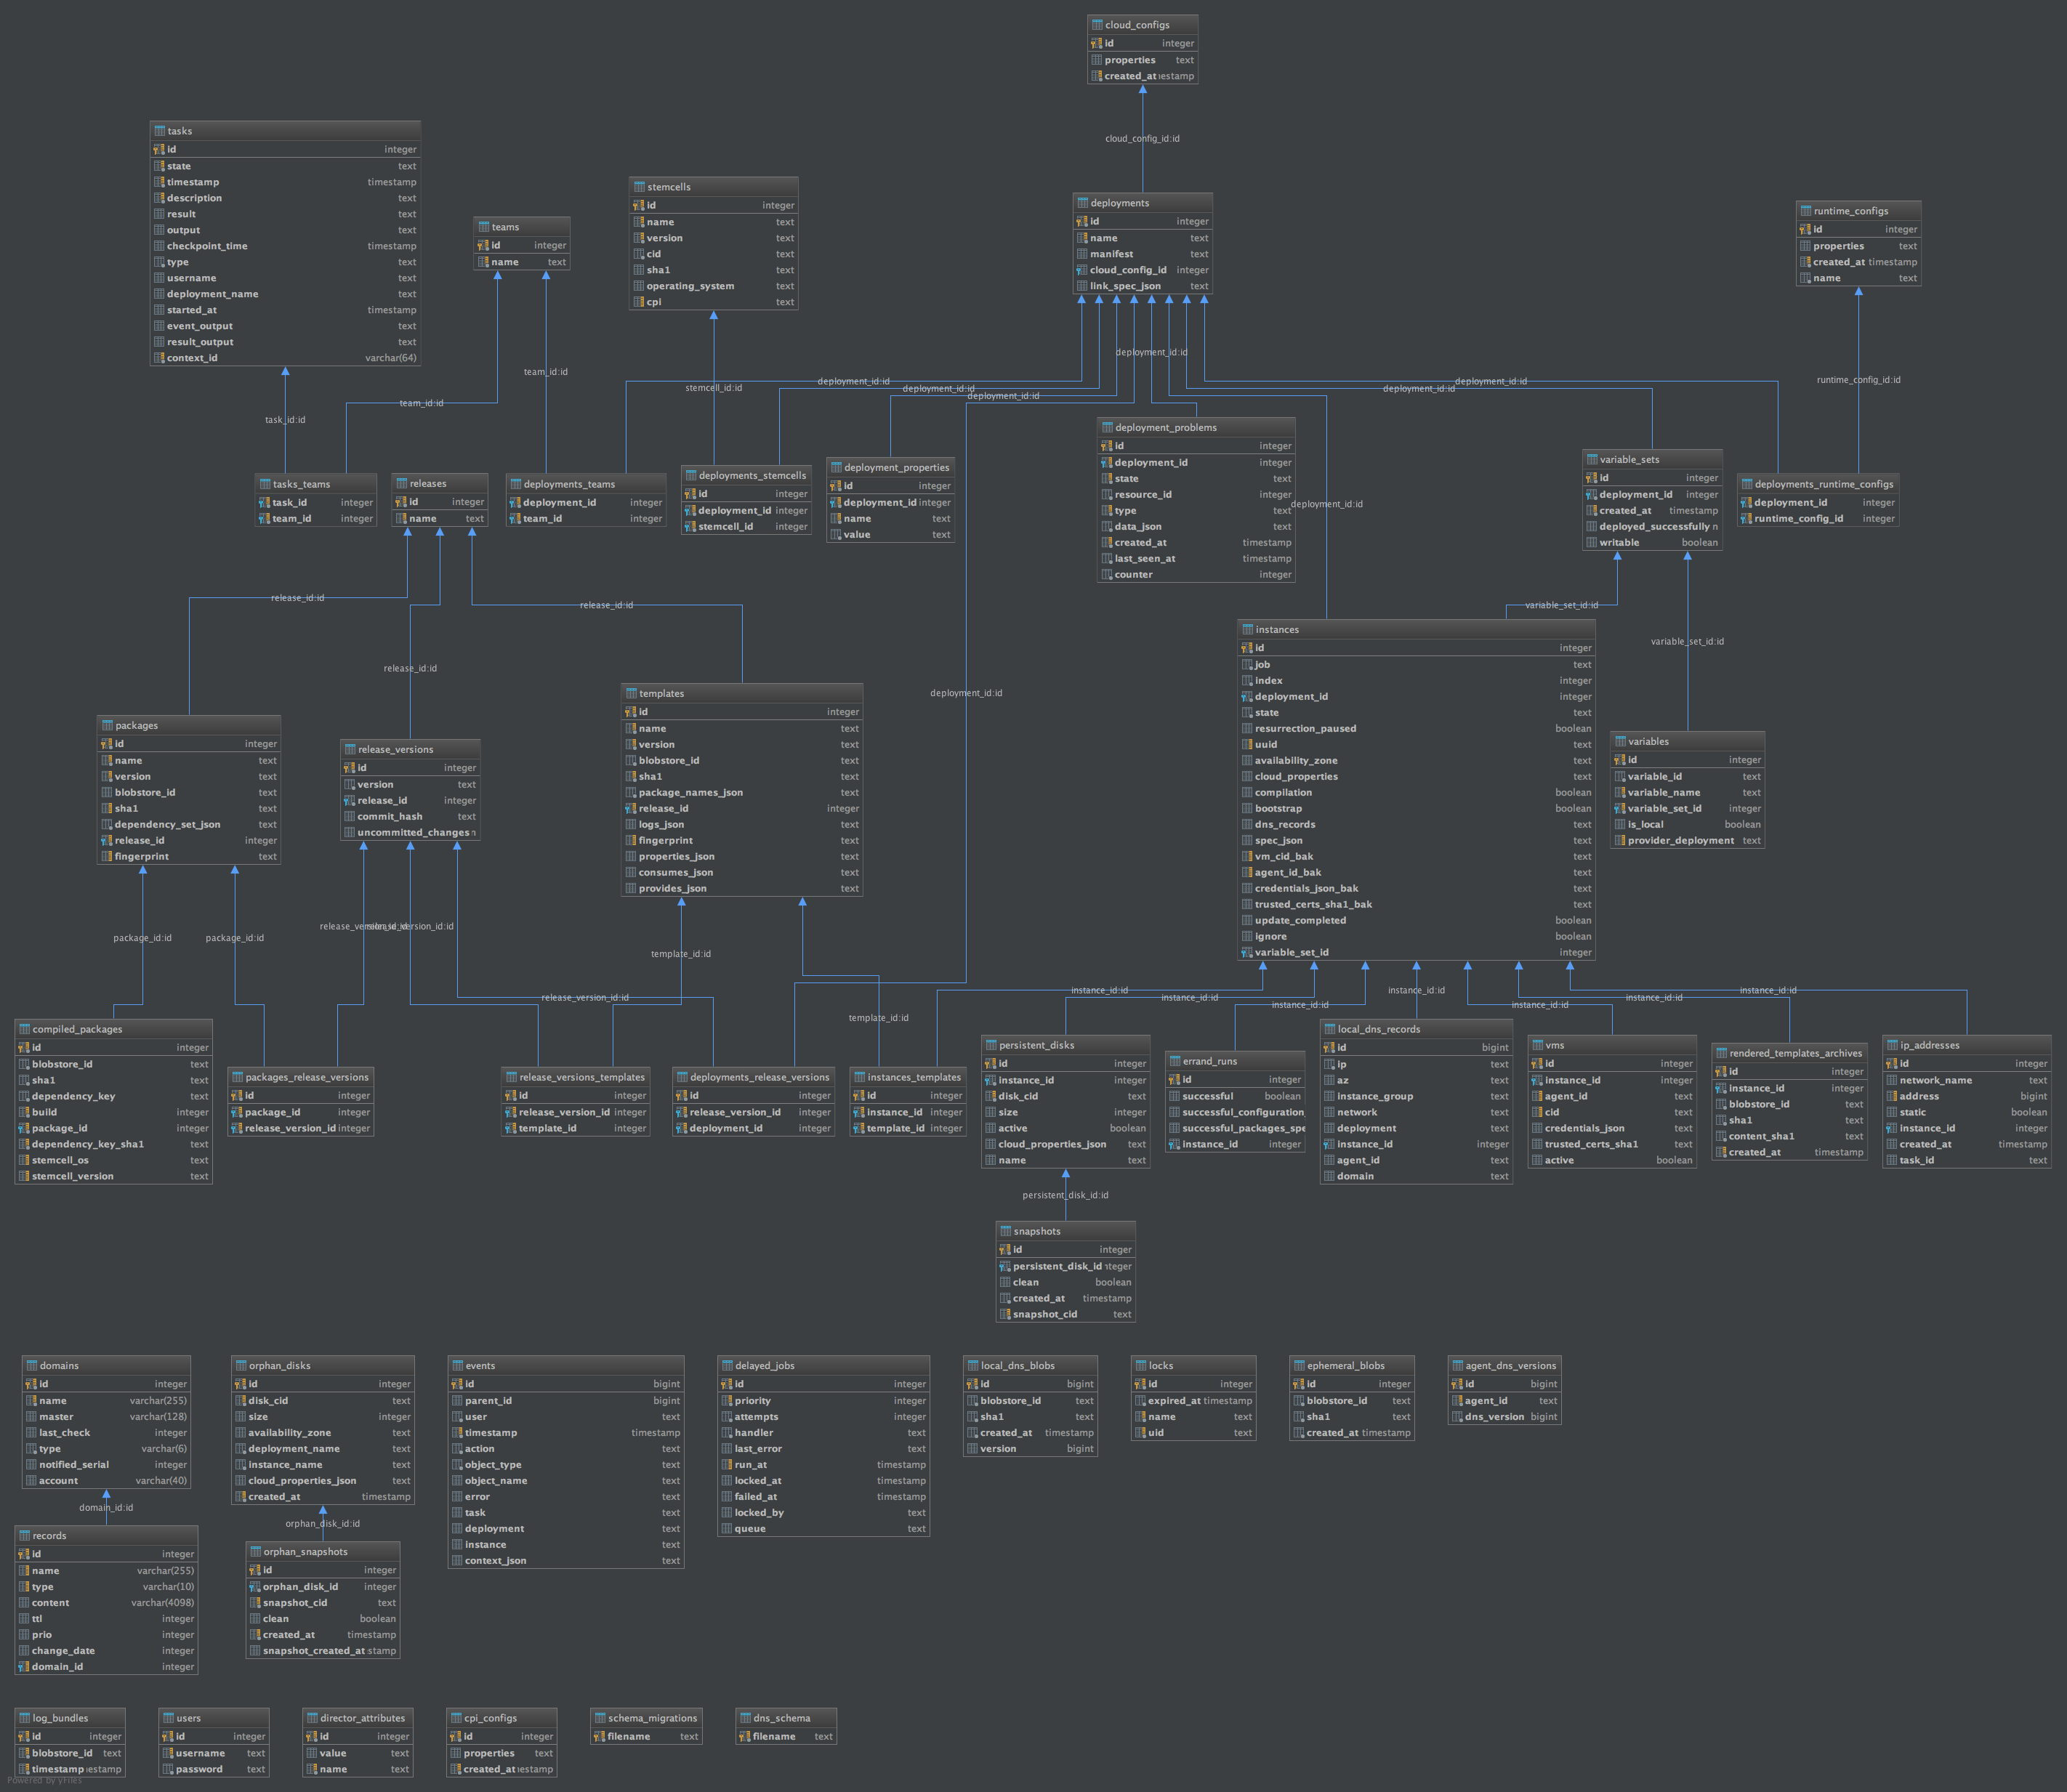 cloud_configs
id integer
properties text
created_at
cloud_config_id:id
tasks
id integer
state text
timestamp timestamp
description text
result text
output text
checkpoint_time timestamp
type text
username text
deployment_name text
started_at timestamp
event_output text
result_output text
context_id varchar(64)
teams
id integer
name text
stemcells
id integer
name text
version text
cid text
sha1 text
operating_system text
cpi text
deployments
id integer
name text
manifest text
cloud_config_id integer
link_spec_json text
runtime_configs
id integer
properties text
created_at timestamp
name text
task_id:id
team_id:id
team_id:id
stemcell_id:id
deployment_id:id
deployment_id:id
deployment_id:id
deployment_id:id
deployment_id:id
deployment_id:id
deployment_id:id
runtime_config_id:id
tasks_teams
task_id integer
team_id integer
releases
id integer
name text
deployments_teams
deployment_id integer
team_id integer
deployments_stemcells
id integer
deployment_id integer
stemcell_id integer
deployment_properties
id integer
deployment_id integer
name text
value text
deployment_problems
id integer
deployment_id integer
state text
resource_id integer
type text
data_json text
created_at timestamp
last_seen_at timestamp
counter integer
deployment_id:id
variable_sets
id integer
deployment_id integer
created_at timestamp
deployed_successfully n
writable boolean
deployments_runtime_configs
deployment_id integer
runtime_config_id integer
release_id:id
release_id:id
release_id:id
variable_set_id:id
variable_set_id:id
packages
id integer
name text
version text
blobstore_id text
sha1 text
dependency_set_json text
release_id integer
fingerprint text
release_versions
id integer
version text
release_id integer
commit_hash text
uncommitted_changes n
templates
id integer
name text
version text
blobstore_id text
sha1 text
package_names_json text
release_id integer
logs_json text
fingerprint text
properties_json text
consumes_json text
provides_json text
instances
id integer
job text
index integer
deployment_id integer
state text
resurrection_paused boolean
uuid text
availability_zone text
cloud_properties text
compilation boolean
bootstrap boolean
dns_records text
spec_json text
vm_cid_bak text
agent_id_bak text
credentials_json_bak text
trusted_certs_sha1_bak text
update_completed boolean
ignore boolean
variable_set_id integer
variables
id integer
variable_id text
variable_name text
variable_set_id integer
is_local boolean
provider_deployment text
package_id:id
package_id:id
release_version_id:id
template_id:id
release_version_id:id
template_id:id
instance_id:id
instance_id:id
instance_id:id
instance_id:id
instance_id:id
instance_id:id
instance_id:id
compiled_packages
id integer
blobstore_id text
sha1 text
dependency_key text
build integer
package_id integer
dependency_key_sha1 text
stemcell_os text
stemcell_version text
packages_release_versions
id integer
package_id integer
release_version_id integer
release_versions_templates
id integer
release_version_id integer
template_id integer
deployments_release_versions
id integer
release_version_id integer
deployment_id integer
instances_templates
id integer
instance_id integer
template_id integer
persistent_disks
id integer
instance_id integer
disk_cid text
size integer
active boolean
cloud_properties_json text
name text
errand_runs
id integer
successful boolean
successful_configuration_
successful_packages_spe
instance_id integer
local_dns_records
id bigint
ip text
az text
instance_group text
network text
deployment text
instance_id integer
agent_id text
domain text
vms
id integer
instance_id integer
agent_id text
cid text
credentials_json text
trusted_certs_sha1 text
active boolean
rendered_templates_archives
id integer
instance_id integer
blobstore_id text
sha1 text
content_sha1 text
created_at timestamp
ip_addresses
id integer
network_name text
address bigint
static boolean
instance_id integer
created_at timestamp
task_id text
persistent_disk_id:id
snapshots
id integer
persistent_disk_id
clean boolean
created_at timestamp
snapshot_cid text
domains
id integer
name varchar(255)
master varchar(128)
last_check integer
type varchar(6)
notified_serial integer
account varchar(40)
domain_id:id
records
id integer
name varchar(255)
type varchar(10)
content varchar(4098)
ttl integer
prio integer
change_date integer
domain_id integer
orphan_disks
id integer
disk_cid text
size integer
availability_zone text
deployment_name text
instance_name text
cloud_properties_json text
created_at timestamp
orphan_disk_id:id
orphan_snapshots
id integer
orphan_disk_id integer
snapshot_cid text
clean boolean
created_at timestamp
snapshot_created_at stamp
events
id bigint
parent_id bigint
user text
timestamp timestamp
action text
object_type text
object_name text
error text
task text
deployment text
instance text
context_json text
delayed_jobs
id integer
priority integer
attempts integer
handler text
last_error text
run_at timestamp
locked_at timestamp
failed_at timestamp
locked_by text
queue text
local_dns_blobs
id bigint
blobstore_id text
sha1 text
created_at timestamp
version bigint
locks
id integer
expired_at timestamp
name text
uid text
ephemeral_blobs
id integer
blobstore_id text
sha1 text
created_at timestamp
agent_dns_versions
id bigint
agent_id text
dns_version bigint
log_bundles
id integer
blobstore_id text
timestamp
users
id integer
username text
password text
director_attributes
id integer
value text
name text
cpi_configs
id integer
properties text
created_at
schema_migrations
filename text
dns_schema
filename text
Powered by yFiles